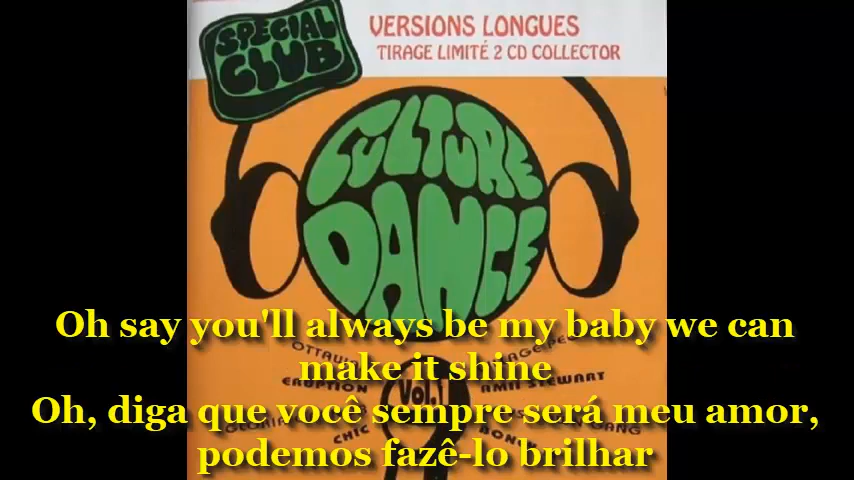 SPECIAL
CLUB
VERSIONS LONGUES
TIRAGE LIMITÉ 2 CD COLLECTOR
CULTURE
DANCE
Oh say you'll always be my baby we can
make it shine
ERUPTION
Vol.1
AMII STEWART
Oh, diga que você sempre será meu amor,
CHIC
podemos fazê-lo brilhar